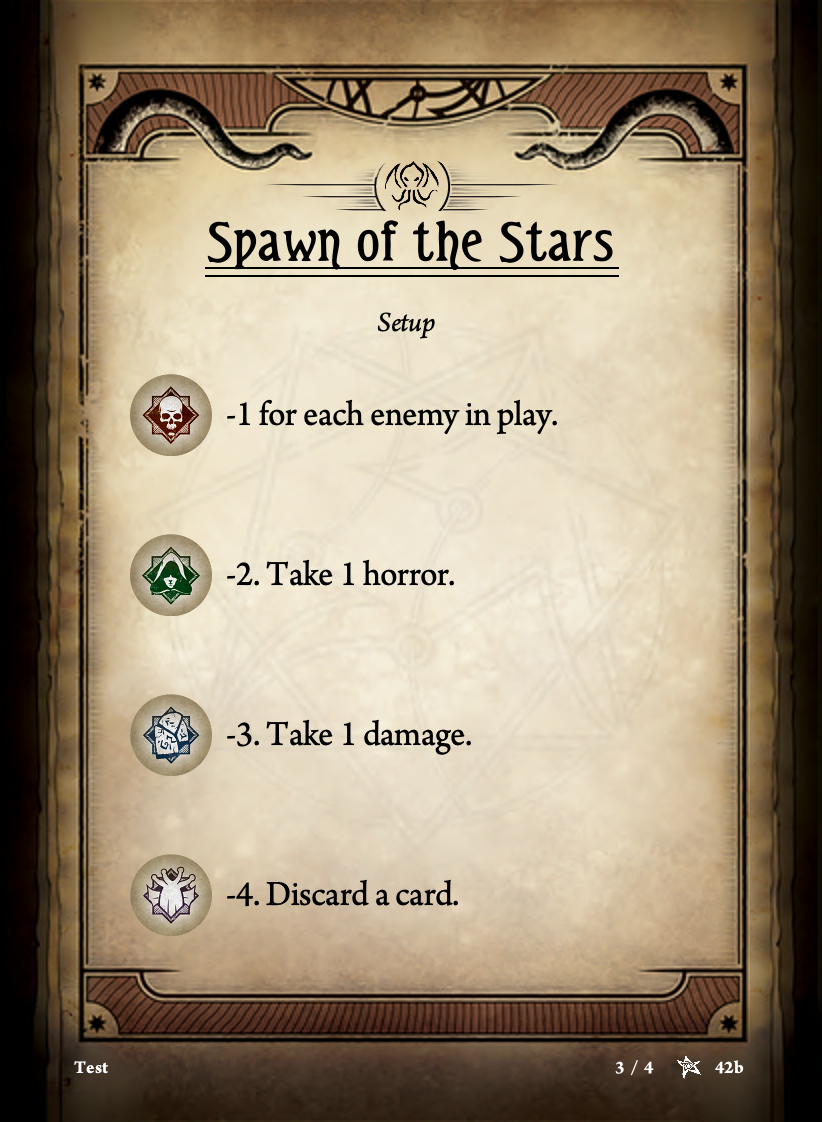 Spawn of the Stars
Setup
-1 for each enemy in play.
-2. Take 1 horror.
-3. Take 1 damage.
-4. Discard a card.
Test
3 / 4 42b